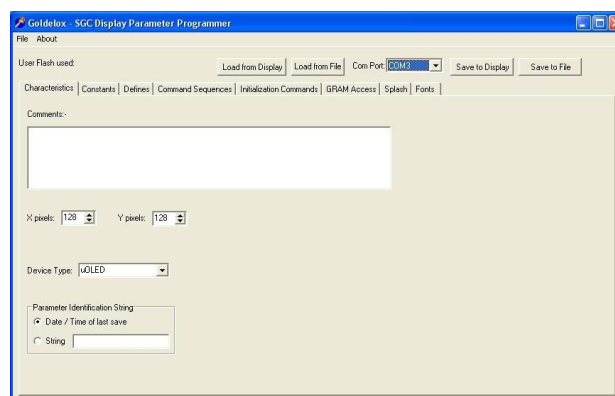 Goldelox - SGC Display Parameter Programmer
File About
User Flash used: Load from Display Load from File Com Port: COM3 Save to Display Save to File
Characteristics Constants Defines Command Sequences Initialization Commands GRAM Access Splash Fonts
Comments:-
X pixels: 128 Y pixels: 128
Device Type: uOLED
Parameter Identification String
Date / Time of last save
String